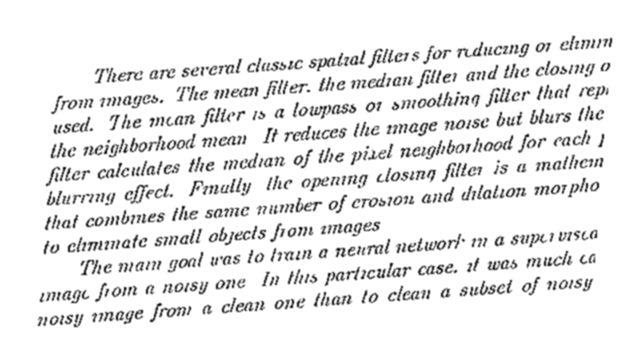 There are several classic spatial filters for reducing or elimin
from images. The mean filter, the median filter and the closing o
used. The mean filter is a lowpass or smoothing filter that repl
the neighborhood mean. It reduces the image noise but blurs the
filter calculates the median of the pixel neighborhood for each p
blurring effect. Finally, the opening closing filter is a mathem
that combines the same number of erosion and dilation morpho
to eliminate small objects from images.
The main goal was to train a neural network in a supervised
image from a noisy one. In this particular case, it was much ea
noisy image from a clean one than to clean a subset of noisy